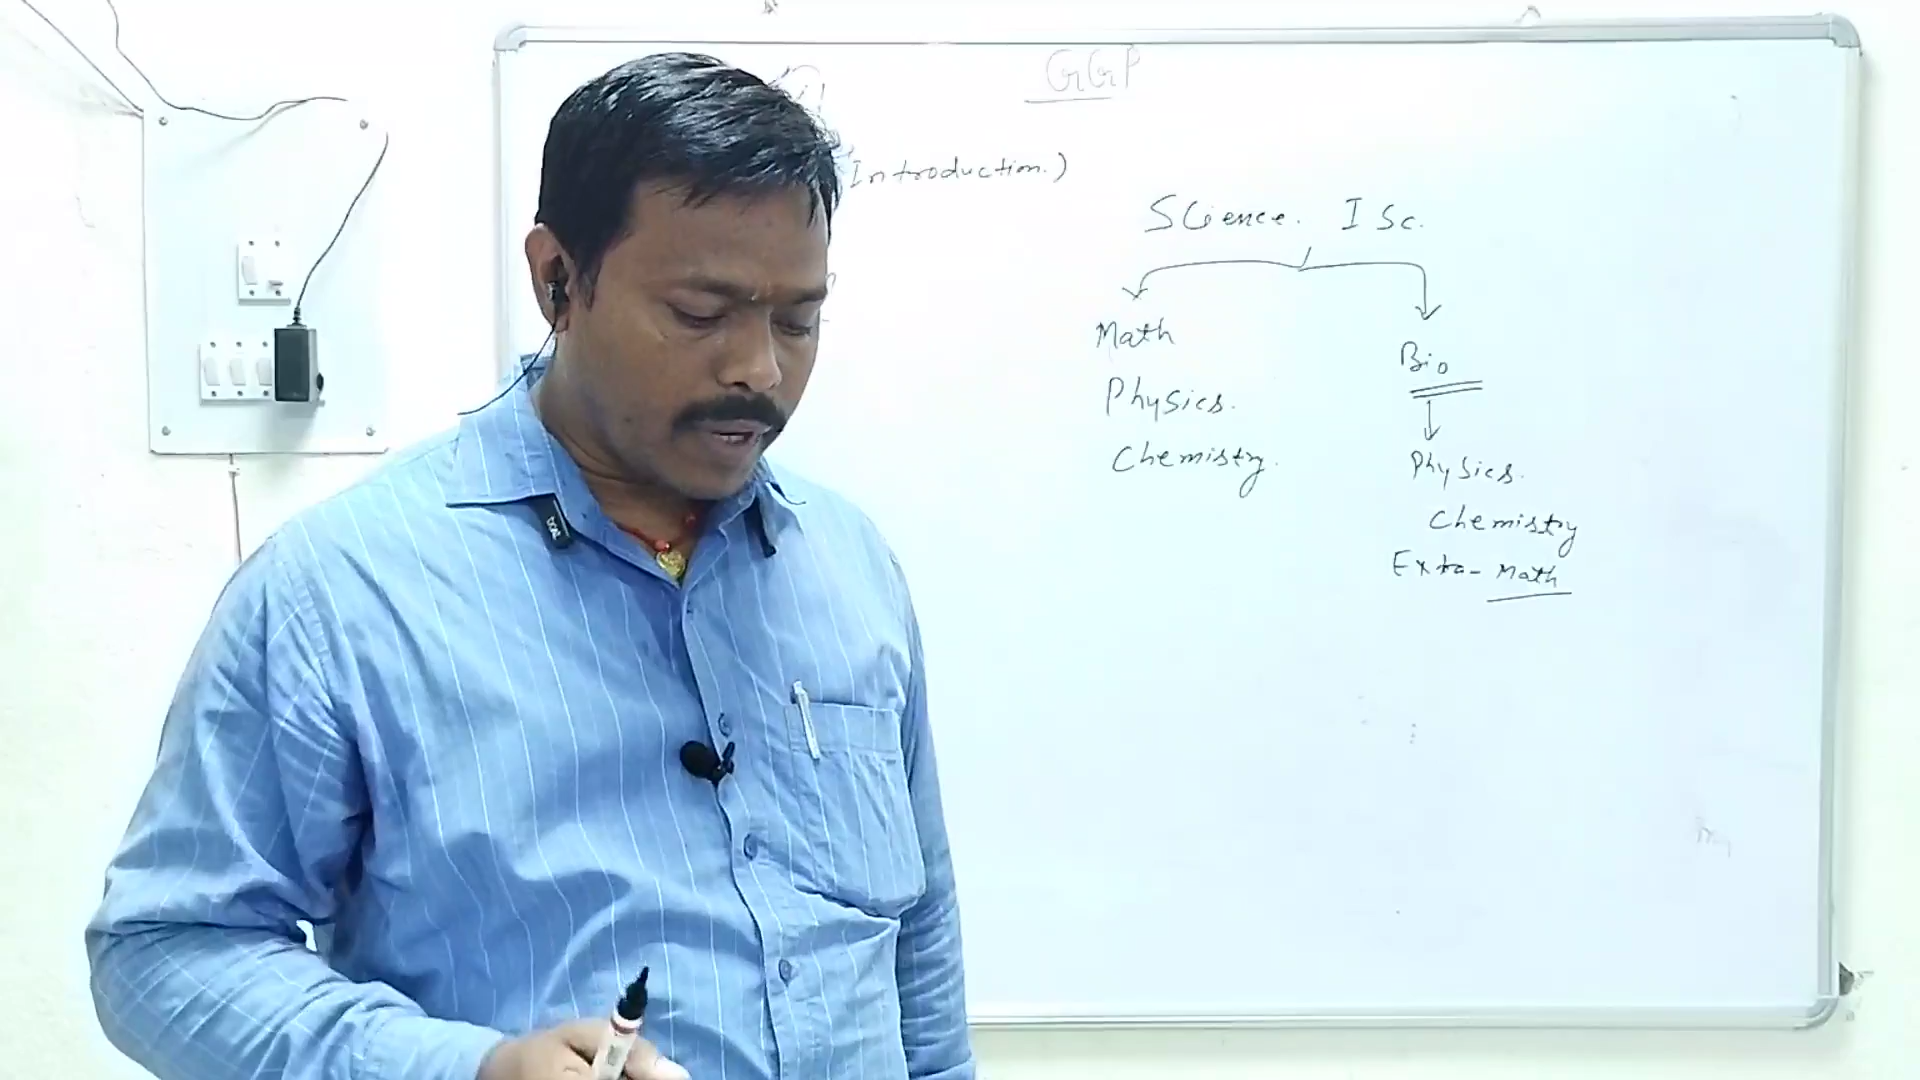 GGP
(Introduction.)
Science. I Sc.
Math
Physics.
Chemistry.
Bio
Physics.
Chemistry
Extra- Math